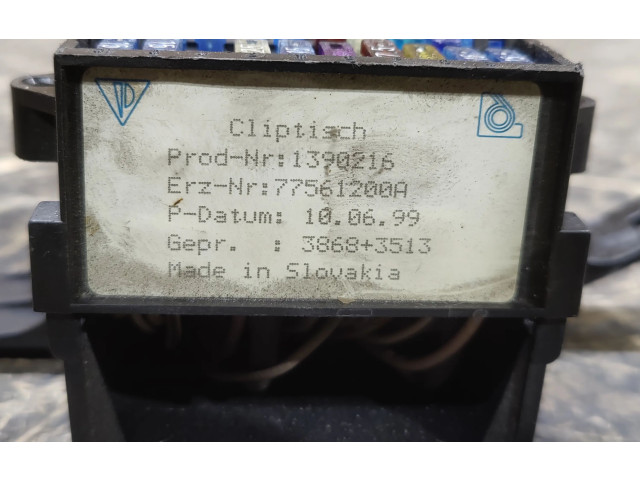 Cliptisch
Prod-Nr:1390216
Erz-Nr:77561200A
P-Datum: 10.06.99
Gepr. : 3868+3513
Made in Slovakia